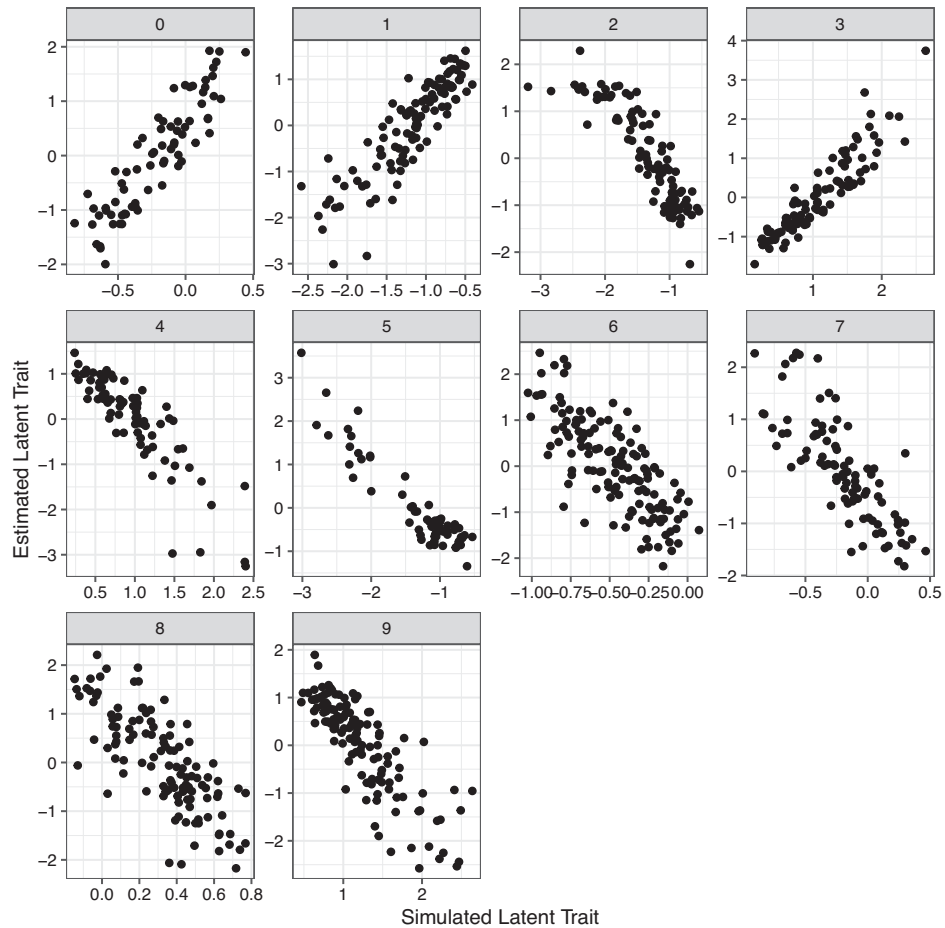 0 1 2 3
2 1 0 −1 −2
1 0 −1 −2 −3
2 1 0 −1 −2
4 3 2 1 0 −1
−0.5 0.0 0.5
−2.5 −2.0 −1.5 −1.0 −0.5
−3 −2 −1
1 2
4 5 6 7
Estimated Latent Trait
1 0 −1 −2 −3
3 2 1 0 −1
2 1 0 −1 −2
2 1 0 −1 −2
0.5 1.0 1.5 2.0 2.5
−3 −2 −1
−1.00 −0.75 −0.50 −0.25 0.00
−0.5 0.0 0.5
8 9
2 1 0 −1 −2
2 1 0 −1 −2
0.0 0.2 0.4 0.6 0.8
1 2
Simulated Latent Trait